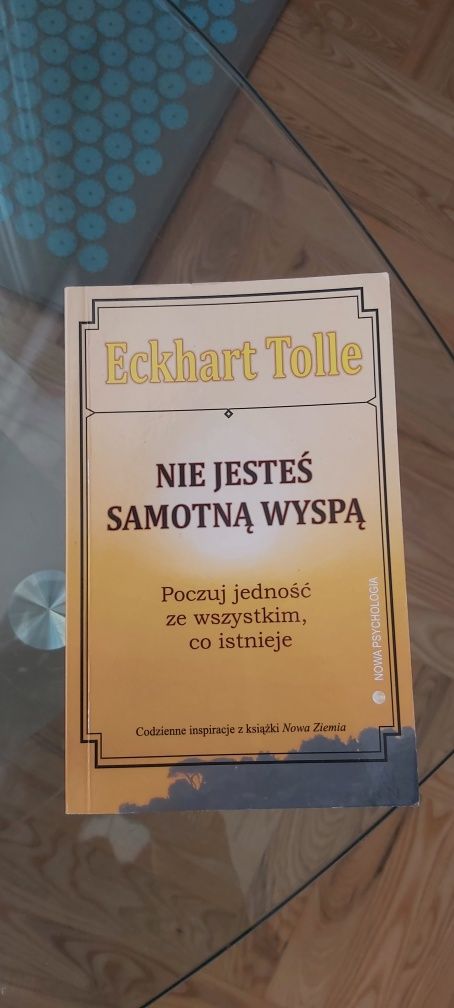 Eckhart Tolle
NIE JESTEŚ
SAMOTNĄ WYSPĄ
Poczuj jedność
ze wszystkim,
co istnieje
NOWA PSYCHOLOGIA
Codzienne inspiracje z książki Nowa Ziemia